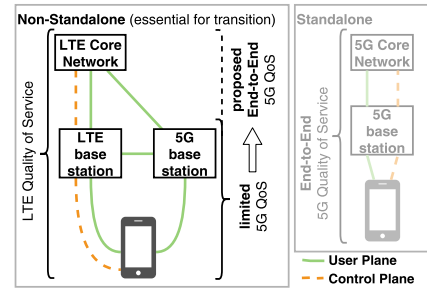 Non-Standalone (essential for transition)
LTE Core
Network
LTE
base
station
5G
base
station
LTE Quality of Service
proposed
End-to-End
5G QoS
limited
5G QoS
Standalone
5G Core
Network
5G
base
station
End-to-End
5G Quality of Service
User Plane
Control Plane